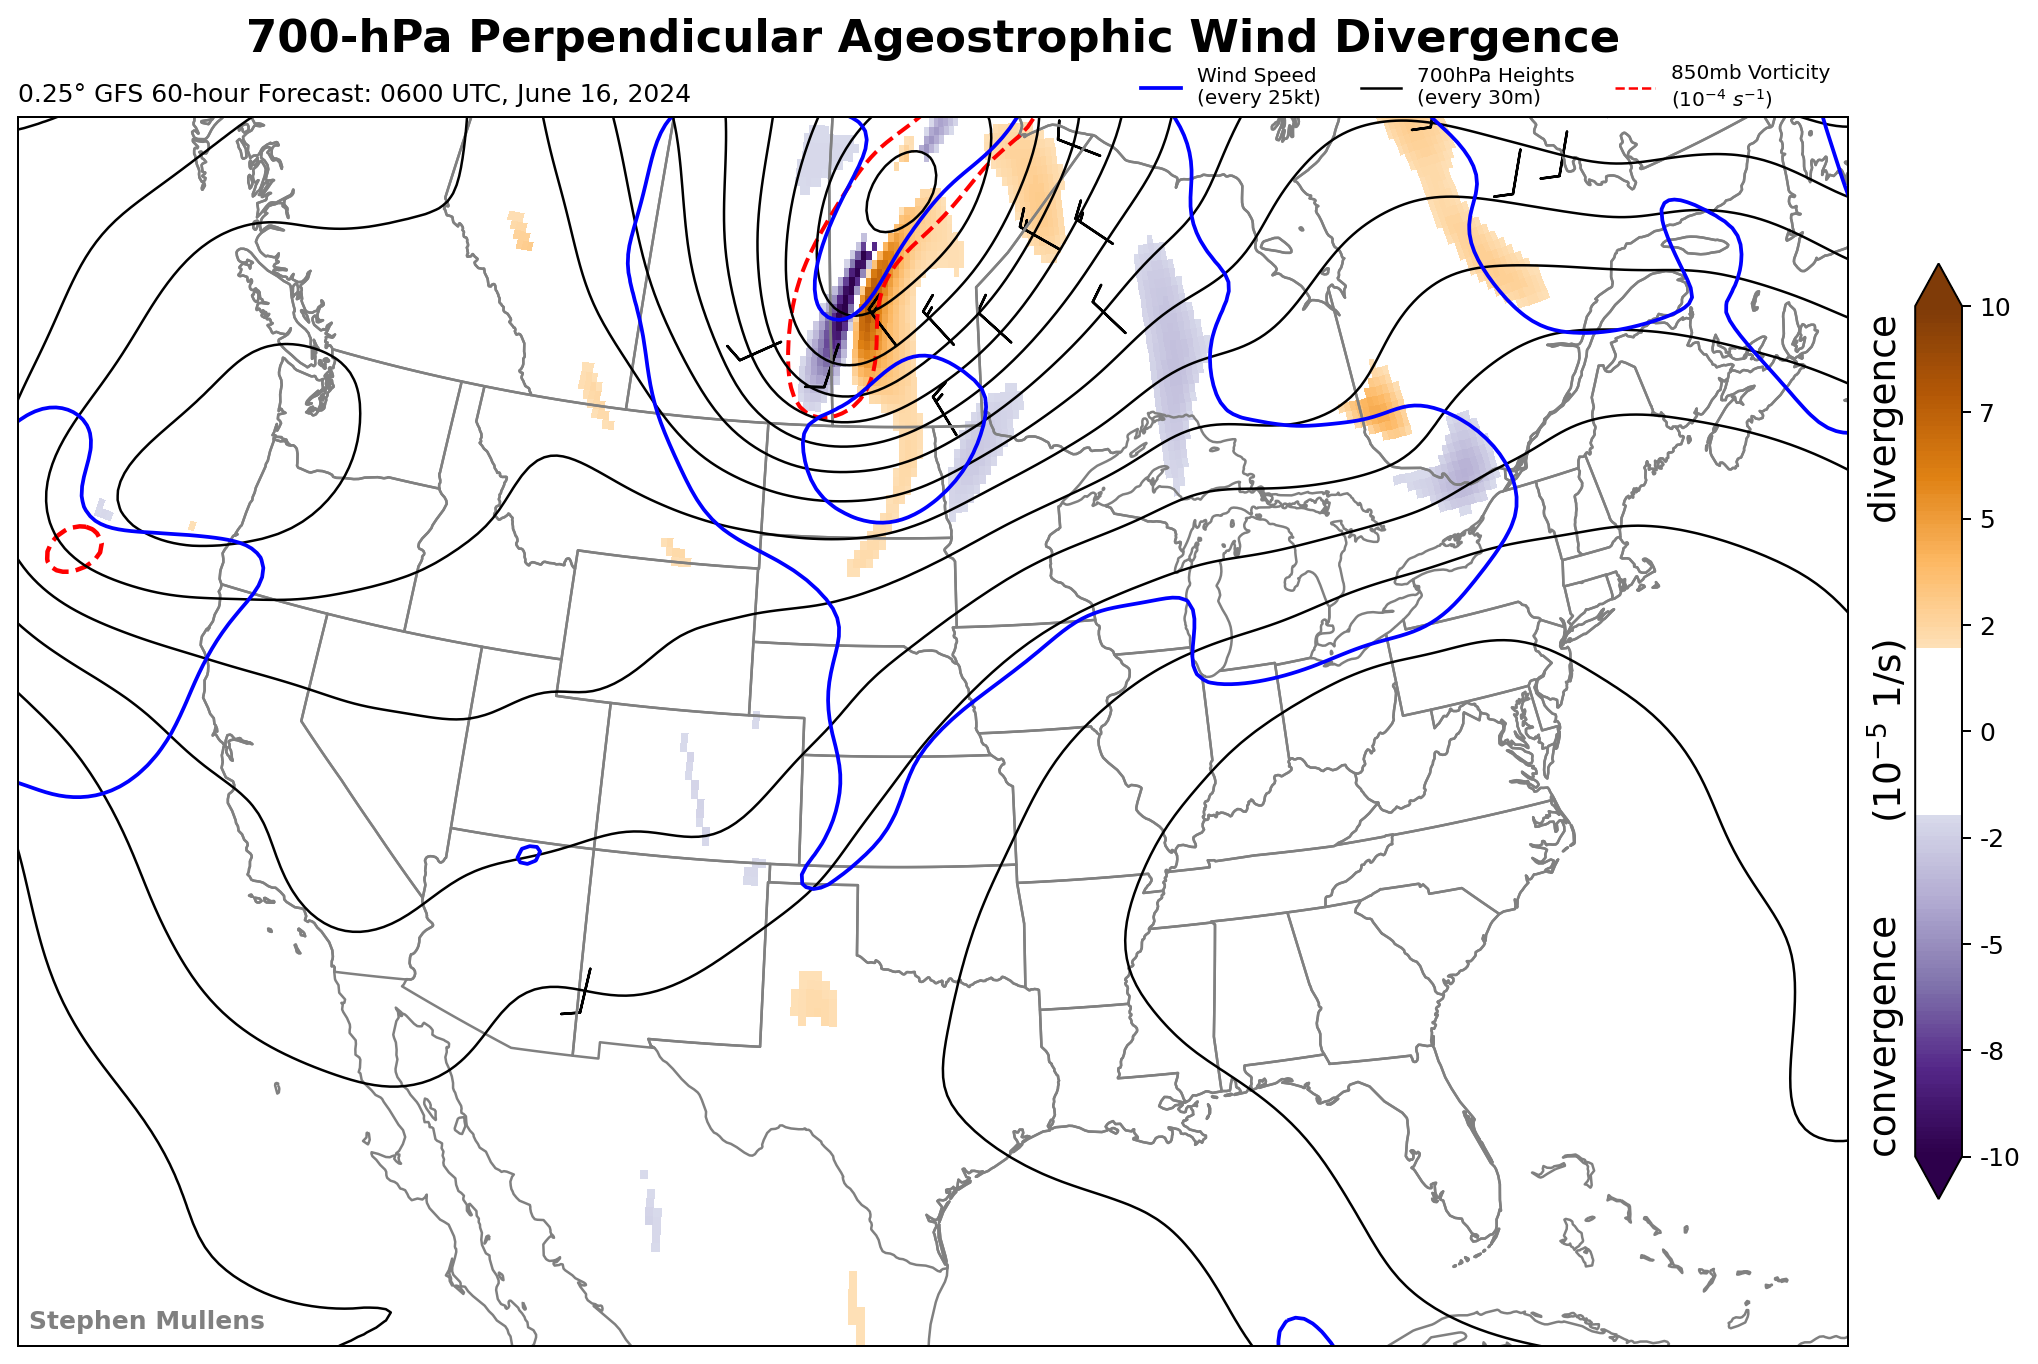 700-hPa Perpendicular Ageostrophic Wind Divergence
0.25° GFS 60-hour Forecast: 0600 UTC, June 16, 2024
Wind Speed
(every 25kt)
700hPa Heights
(every 30m)
850mb Vorticity
(10⁻⁴ s⁻¹)
10
7
5
2
0
-2
-5
-8
-10
convergence (10⁻⁵ 1/s) divergence
Stephen Mullens